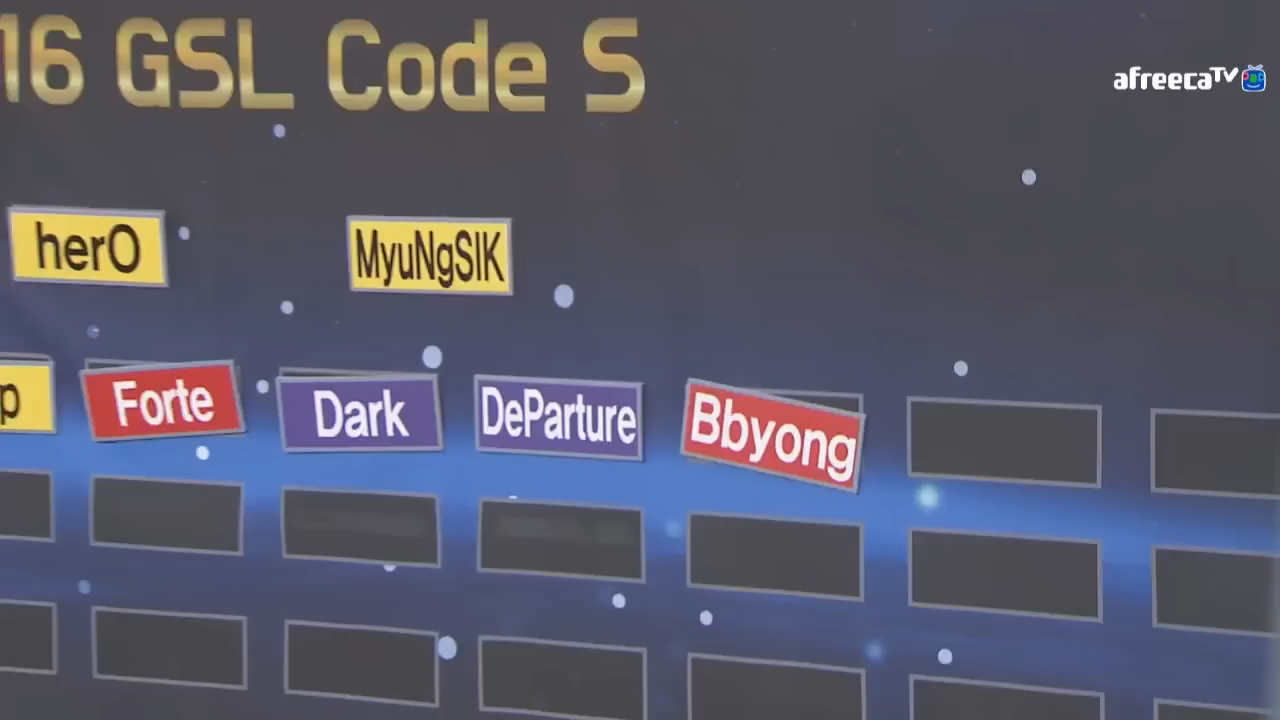 16 GSL Code S
afreecaTV
herO
MyuNgSIK
p
Forte
Dark
DeParture
Bbyong